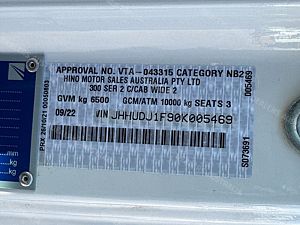 APPROVAL NO. VTA-043315 CATEGORY NB2
HINO MOTOR SALES AUSTRALIA PTY LTD
300 SER 2 C/CAB WIDE 2
GVM kg 6500 GCM/ATM 10000 kg SEATS 3
09/22 VIN JHHUDJ1F90K005469
005469
S073691